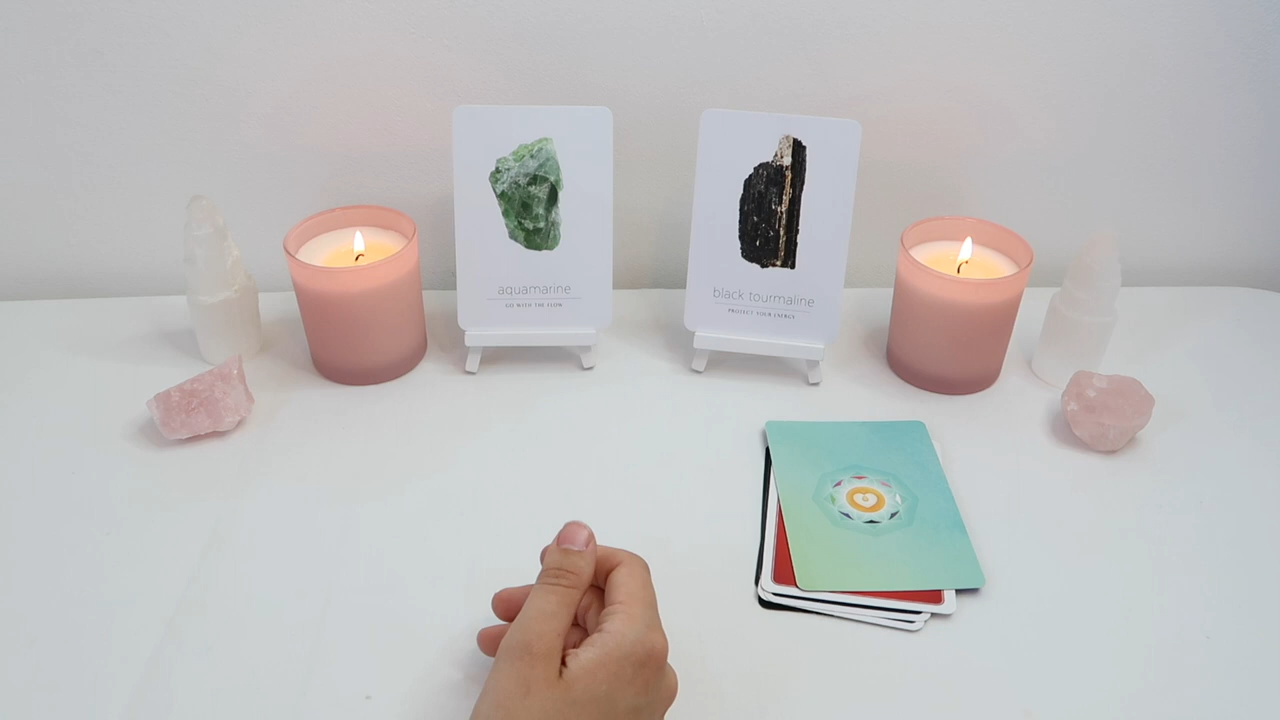 aquamarine
GO WITH THE FLOW
black tourmaline
PROTECT YOUR ENERGY